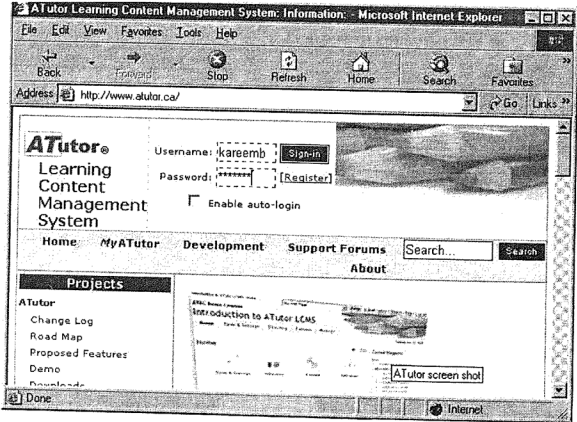 ATutor Learning Content Management System: Information: - Microsoft Internet Explorer
File Edit View Favorites Tools Help
Back Forward Stop Refresh Home Search Favorites »
Address http://www.atutor.ca/ Go Links »
ATutor®
Learning
Content
Management
System
Username: kareemb Sign-in
Password: ******* [Register]
Enable auto-login
Home MyATutor Development Support Forums Search... Search
About
Projects
ATutor
Change Log
Road Map
Proposed Features
Demo
Downloads
Introduction to ATutor LCMS
ATutor screen shot
Done Internet